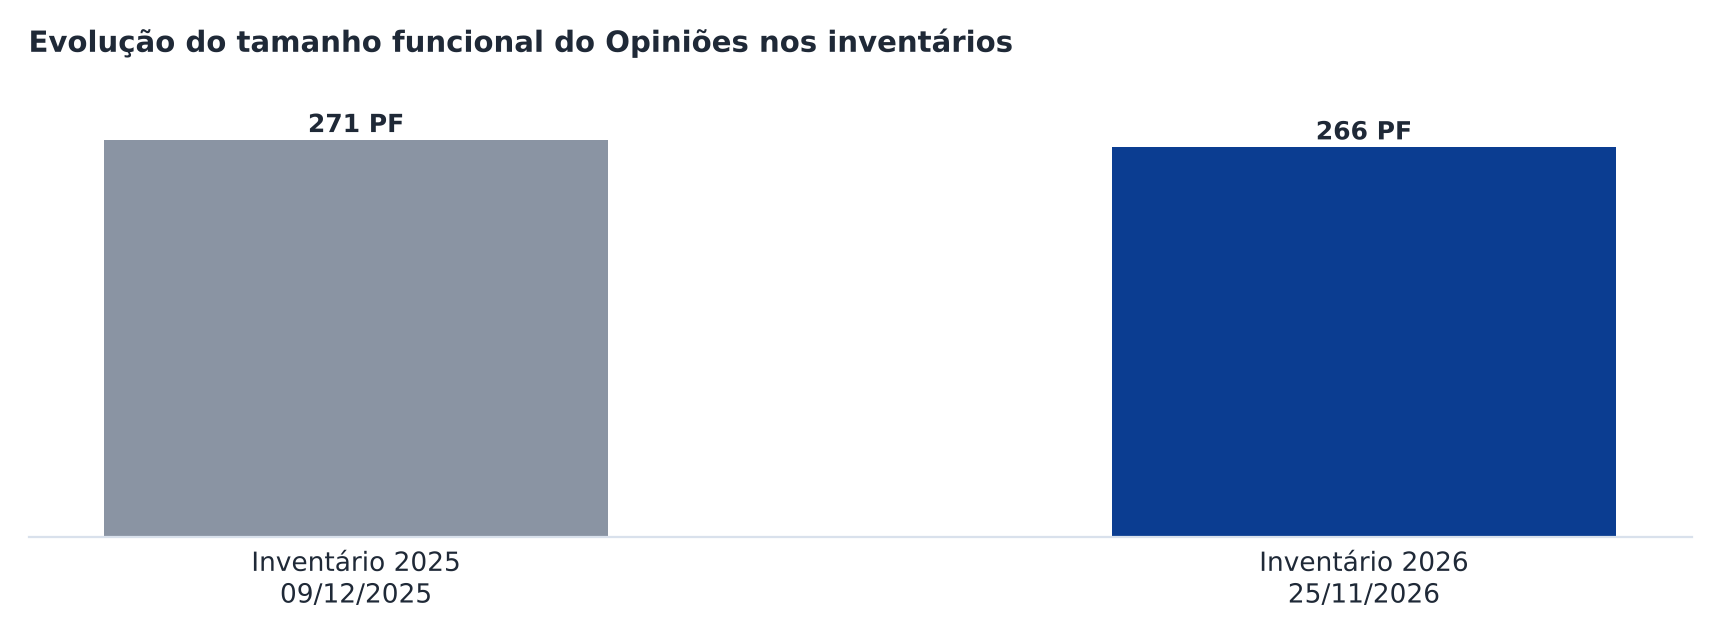 Evolução do tamanho funcional do Opiniões nos inventários
271 PF
266 PF
Inventário 2025
09/12/2025
Inventário 2026
25/11/2026